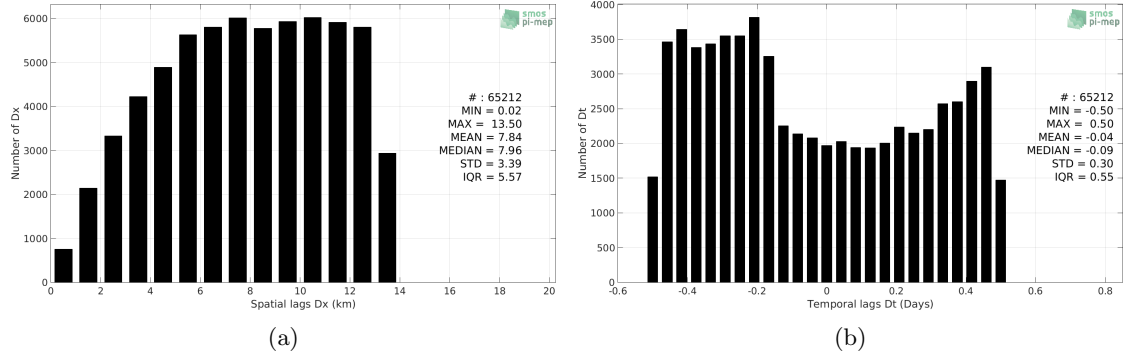 6000
5000
4000
3000
2000
1000
0
Number of Dx
0 2 4 6 8 10 12 14 16 18 20
Spatial lags Dx (km)
smos
pi-mep
# : 65212
MIN = 0.02
MAX = 13.50
MEAN = 7.84
MEDIAN = 7.96
STD = 3.39
IQR = 5.57
(a)
4000
3500
3000
2500
2000
1500
1000
500
0
Number of Dt
-0.6 -0.4 -0.2 0 0.2 0.4 0.6 0.8
Temporal lags Dt (Days)
smos
pi-mep
# : 65212
MIN = -0.50
MAX = 0.50
MEAN = -0.04
MEDIAN = -0.09
STD = 0.30
IQR = 0.55
(b)